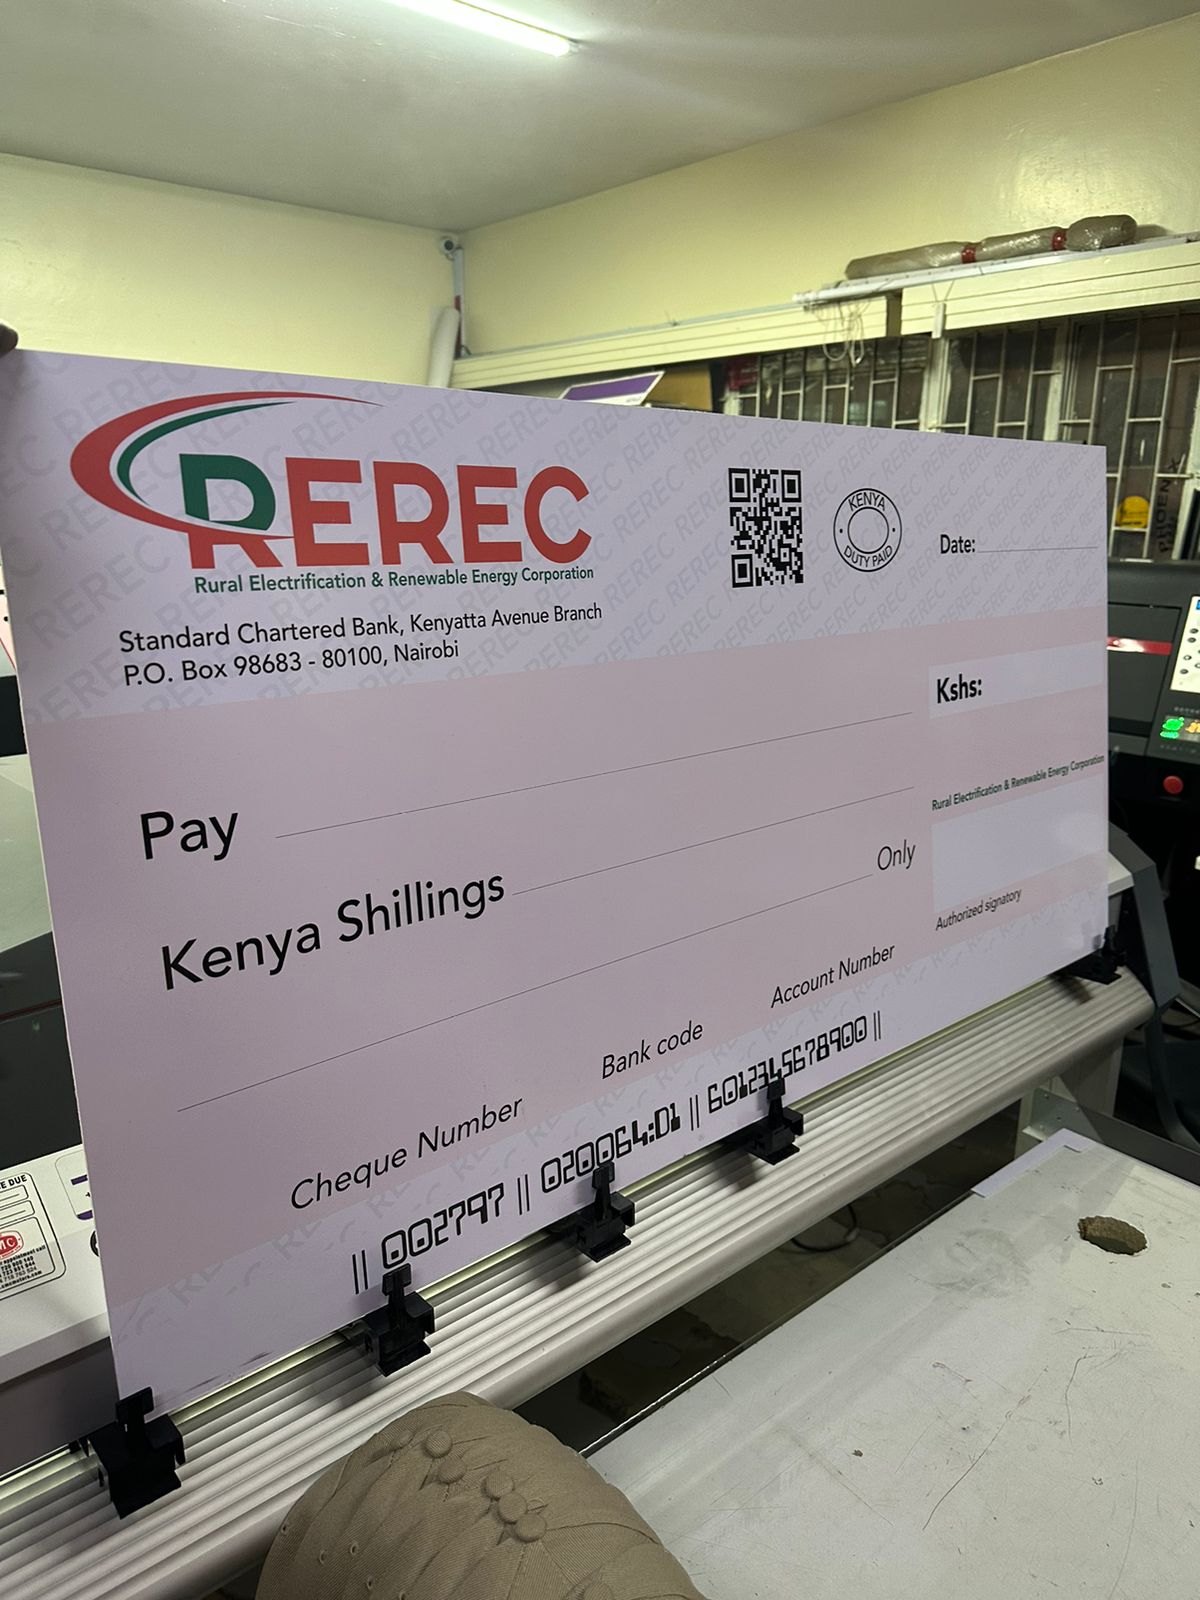 REREC
Rural Electrification & Renewable Energy Corporation
Standard Chartered Bank, Kenyatta Avenue Branch
P.O. Box 98683 - 80100, Nairobi
KENYA
DUTY PAID
Date:
Kshs:
Pay
Kenya Shillings
Only
Rural Electrification & Renewable Energy Corporation
Authorized signatory
Cheque Number
Bank code
Account Number
|| 002797 || 020064:01 || 6012345678900 ||
PHOENIX
E DUE